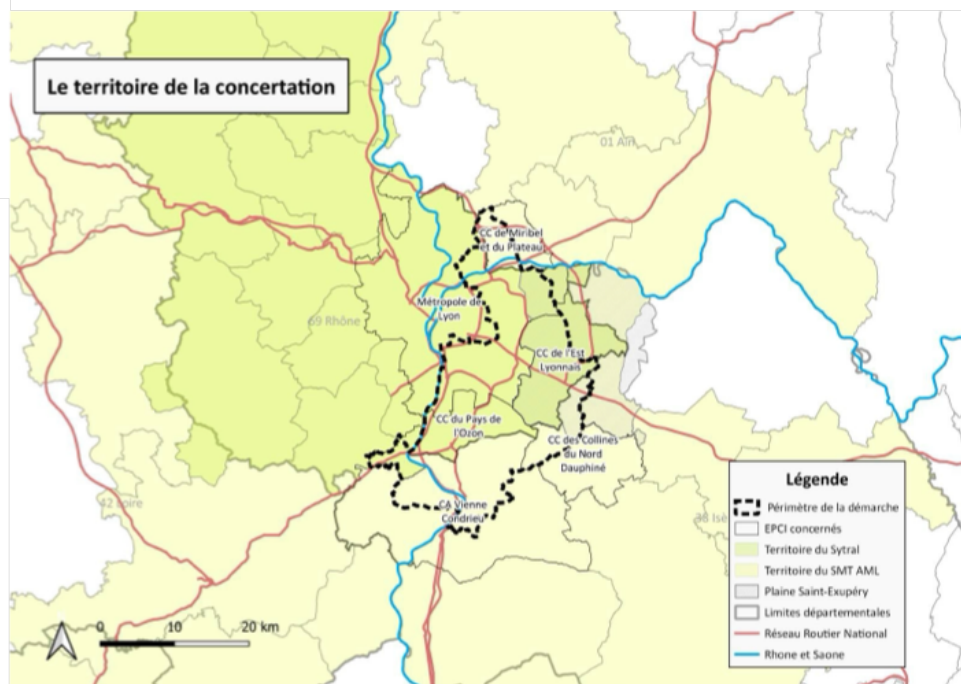 Le territoire de la concertation
01 Ain
CC de Miribel
et du Plateau
Métropole de
Lyon
69 Rhône
CC de l'Est
Lyonnais
CC du Pays de
l'Ozon
CC des Collines
du Nord
Dauphiné
42 Loire
CA Vienne
Condrieu
38 Isè
Légende
Périmètre de la démarche
EPCI concernés
Territoire du Sytral
Territoire du SMT AML
Plaine Saint-Exupéry
Limites départementales
Réseau Routier National
Rhone et Saone
0 10 20 km